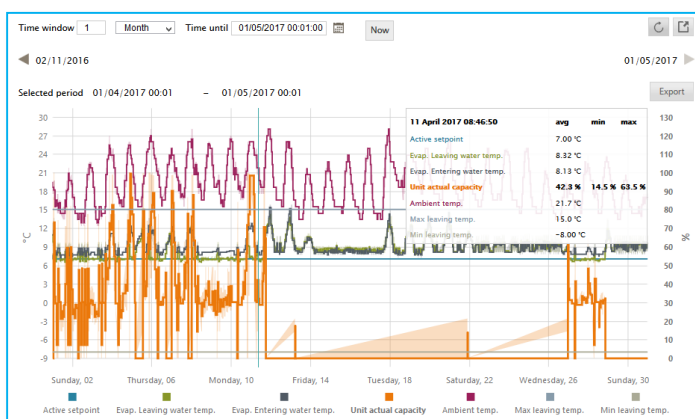 Time window 1 Month Time until 01/05/2017 00:01:00 Now
02/11/2016 01/05/2017
Selected period 01/04/2017 00:01 – 01/05/2017 00:01 Export
11 April 2017 08:46:50 avg min max
Active setpoint 7.00 °C
Evap. Leaving water temp. 8.32 °C
Evap. Entering water temp. 8.13 °C
Unit actual capacity 42.3 % 14.5 % 63.5 %
Ambient temp. 21.7 °C
Max leaving temp. 15.0 °C
Min leaving temp. −8.00 °C
30 130
27 120
24 110
21 100
18 90
15 80
12 70
9 60
6 50
3 40
0 30
-3 20
-6 10
-9 0
°C %
Sunday, 02 Thursday, 06 Monday, 10 Friday, 14 Tuesday, 18 Saturday, 22 Wednesday, 26 Sunday, 30
Active setpoint Evap. Leaving water temp. Evap. Entering water temp. Unit actual capacity Ambient temp. Max leaving temp. Min leaving temp.